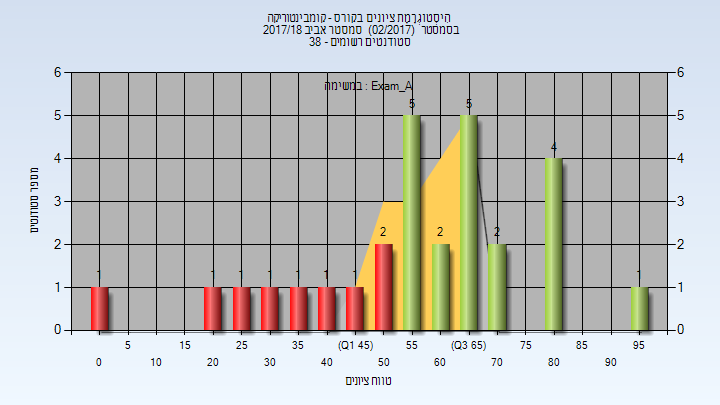 היסטוגרמת ציונים בקורס - קומבינטוריקה
בסמסטר (02/2017) סמסטר אביב 2017/18
סטודנטים רשומים - 38
במשימה : Exam_A
מספר סטודנטים
6 6
5 5
4 4
3 3
2 2
1 1
0 0
1 1 1 1 1 1 1 2 5 2 5 2 4 1
5 15 25 35 (Q1 45) 55 (Q3 65) 75 85 95
0 10 20 30 40 50 60 70 80 90
טווח ציונים